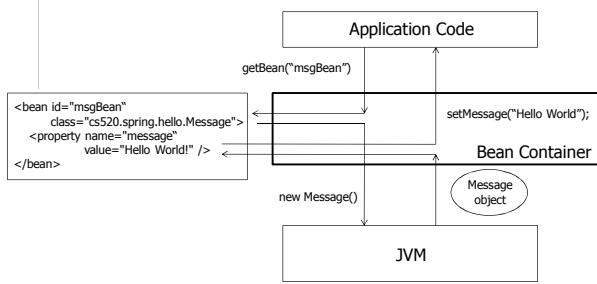 Application Code
getBean("msgBean")
<bean id="msgBean"
class="cs520.spring.hello.Message">
<property name="message"
value="Hello World!" />
</bean>
setMessage("Hello World");
Bean Container
new Message()
Message
object
JVM